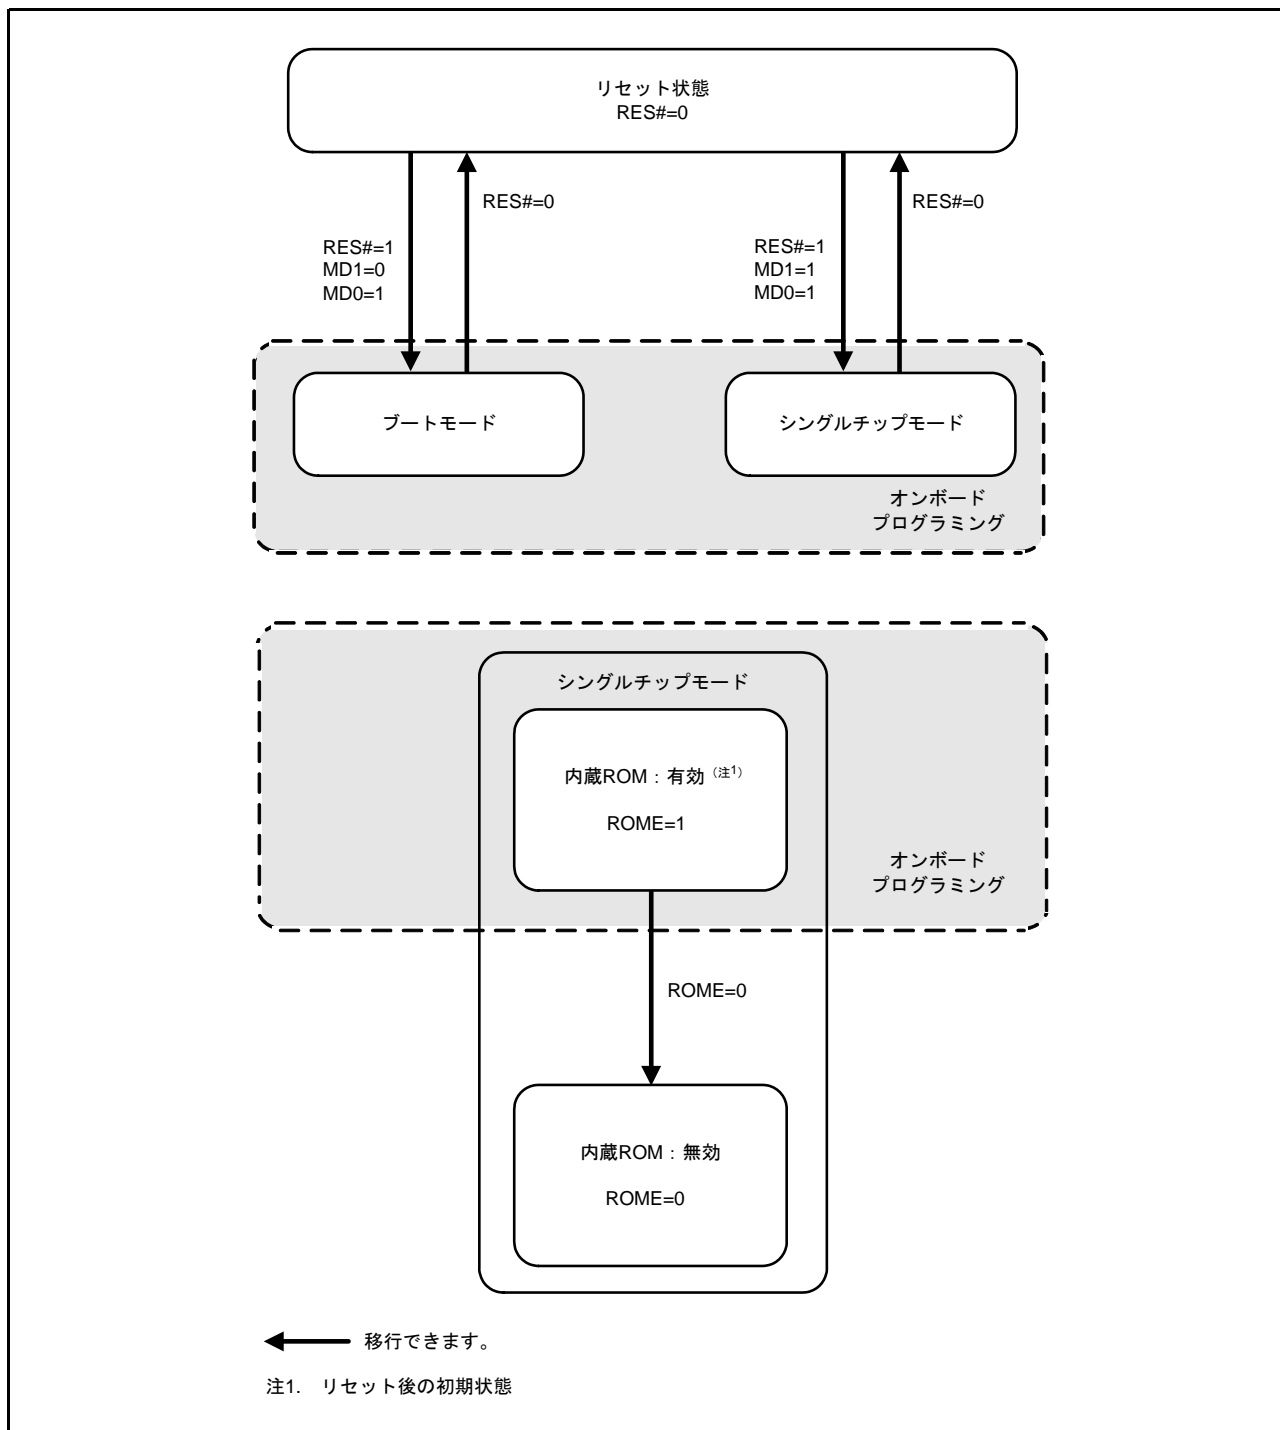 リセット状態
RES#=0
RES#=0
RES#=0
RES#=1
MD1=0
MD0=1
RES#=1
MD1=1
MD0=1
ブートモード
シングルチップモード
オンボード
プログラミング
シングルチップモード
内蔵ROM：有効（注1）
ROME=1
オンボード
プログラミング
ROME=0
内蔵ROM：無効
ROME=0
移行できます。
注1. リセット後の初期状態